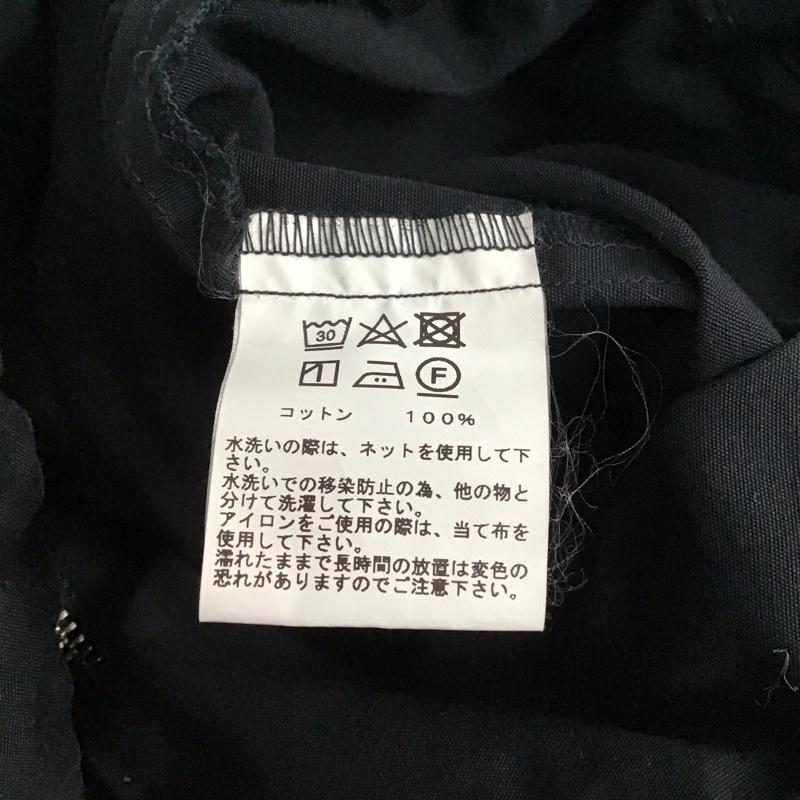 30
F
コットン 100%
水洗いの際は、ネットを使用して下
さい。
水洗いでの移染防止の為、他の物と
分けて洗濯して下さい。
アイロンをご使用の際は、当て布を
使用して下さい。
濡れたままで長時間の放置は変色の
恐れがありますのでご注意下さい。